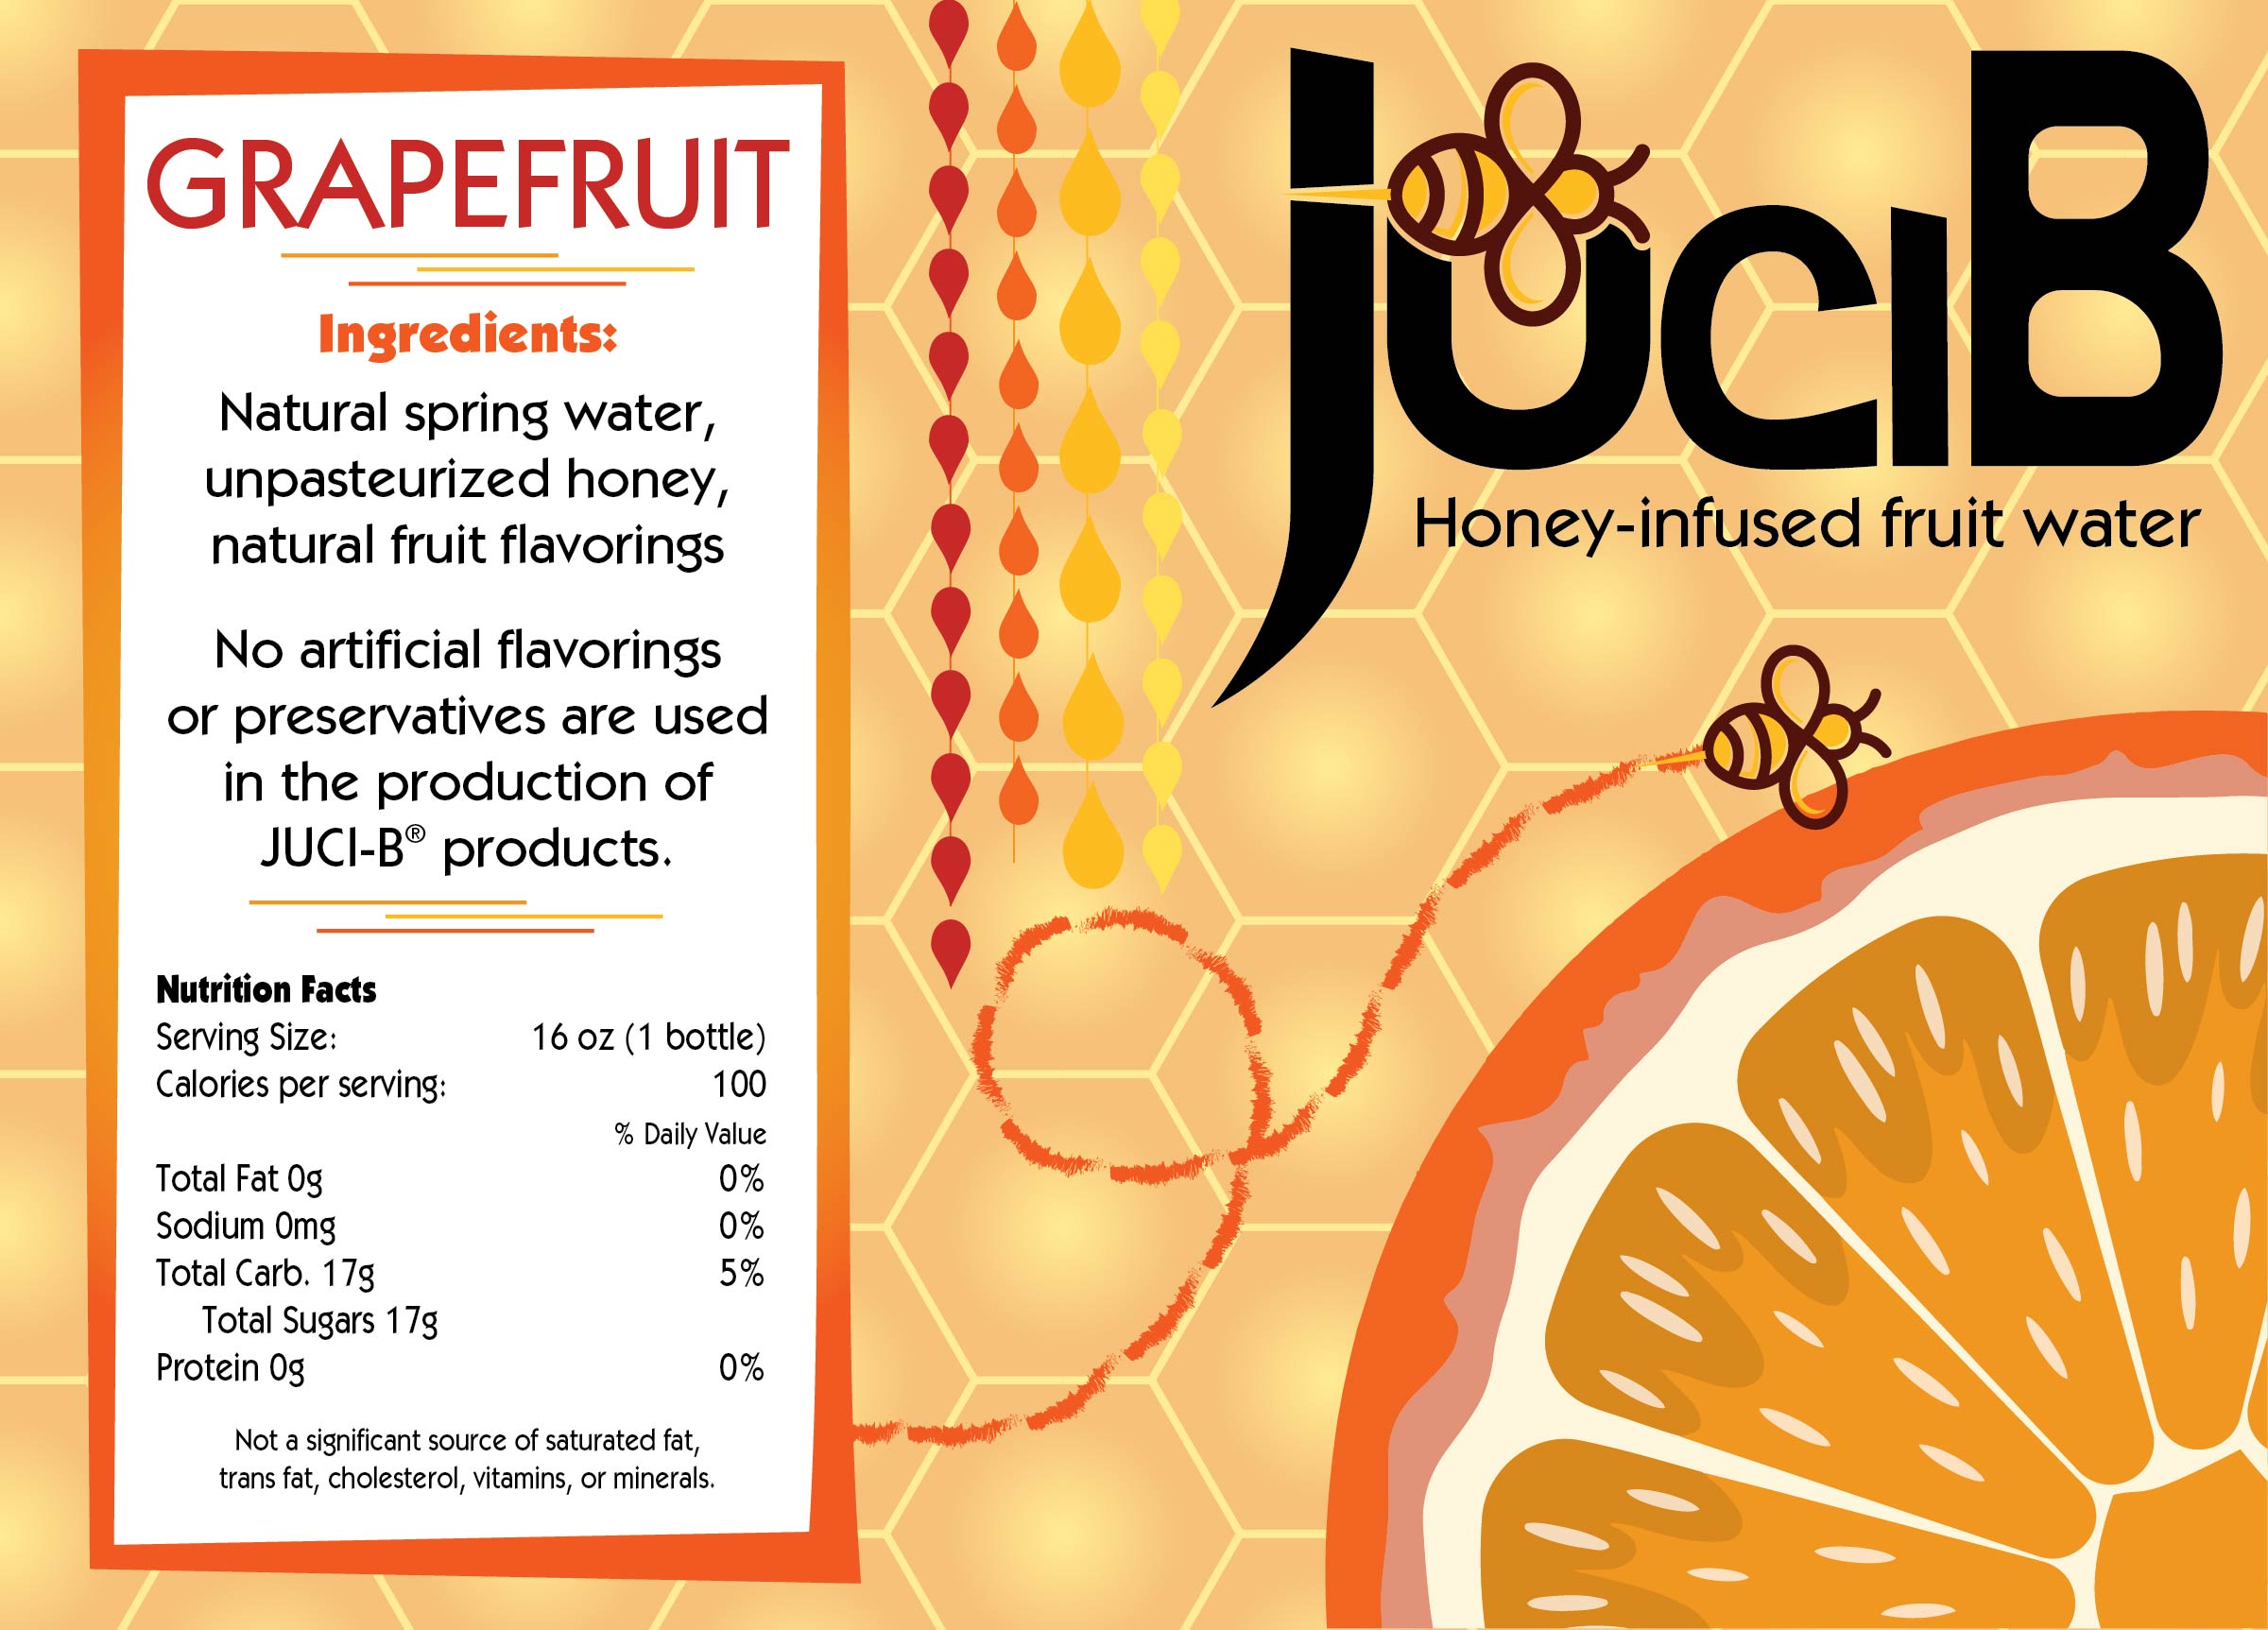 GRAPEFRUIT
Ingredients:
Natural spring water,
unpasteurized honey,
natural fruit flavorings
No artificial flavorings
or preservatives are used
in the production of
JUCI-B® products.
Nutrition Facts
Serving Size: 16 oz (1 bottle)
Calories per serving: 100
% Daily Value
Total Fat 0g 0%
Sodium 0mg 0%
Total Carb. 17g 5%
Total Sugars 17g
Protein 0g 0%
Not a significant source of saturated fat,
trans fat, cholesterol, vitamins, or minerals.
juciB
Honey-infused fruit water